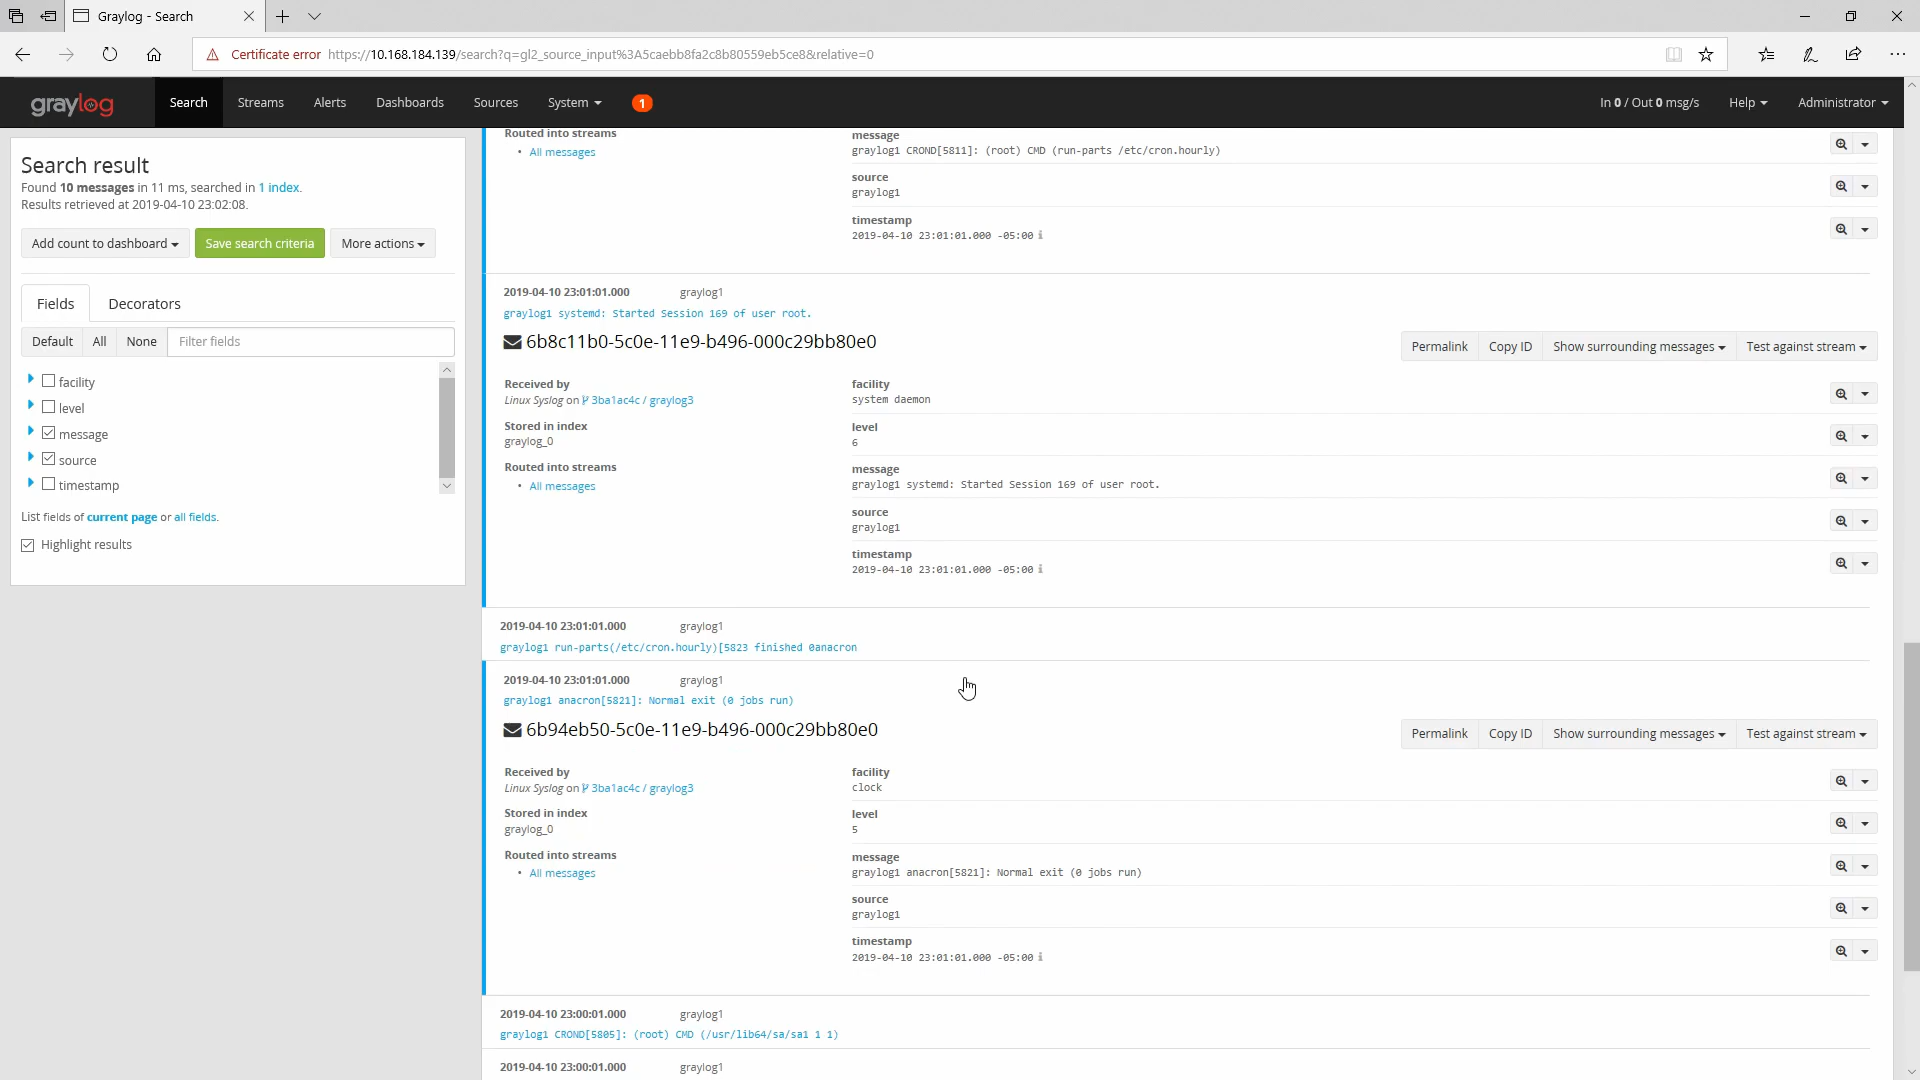 Graylog - Search
Certificate error https://10.168.184.139/search?q=gl2_source_input%3A5caebb8fa2c8b80559eb5ce8&relative=0
graylog Search Streams Alerts Dashboards Sources System 1 In 0 / Out 0 msg/s Help Administrator
Search result
Found 10 messages in 11 ms, searched in 1 index.
Results retrieved at 2019-04-10 23:02:08.
Add count to dashboard Save search criteria More actions
Fields Decorators
Default All None Filter fields
facility
level
message
source
timestamp
List fields of current page or all fields.
Highlight results
Routed into streams
• All messages
message
graylog1 CROND[5811]: (root) CMD (run-parts /etc/cron.hourly)
source
graylog1
timestamp
2019-04-10 23:01:01.000 -05:00
2019-04-10 23:01:01.000 graylog1
graylog1 systemd: Started Session 169 of user root.
6b8c11b0-5c0e-11e9-b496-000c29bb80e0
Permalink Copy ID Show surrounding messages Test against stream
Received by
Linux Syslog on 3ba1ac4c / graylog3
Stored in index
graylog_0
Routed into streams
• All messages
facility
system daemon
level
6
message
graylog1 systemd: Started Session 169 of user root.
source
graylog1
timestamp
2019-04-10 23:01:01.000 -05:00
2019-04-10 23:01:01.000 graylog1
graylog1 run-parts(/etc/cron.hourly)[5823 finished 0anacron
2019-04-10 23:01:01.000 graylog1
graylog1 anacron[5821]: Normal exit (0 jobs run)
6b94eb50-5c0e-11e9-b496-000c29bb80e0
Permalink Copy ID Show surrounding messages Test against stream
Received by
Linux Syslog on 3ba1ac4c / graylog3
Stored in index
graylog_0
Routed into streams
• All messages
facility
clock
level
5
message
graylog1 anacron[5821]: Normal exit (0 jobs run)
source
graylog1
timestamp
2019-04-10 23:01:01.000 -05:00
2019-04-10 23:00:01.000 graylog1
graylog1 CROND[5805]: (root) CMD (/usr/lib64/sa/sa1 1 1)
2019-04-10 23:00:01.000 graylog1